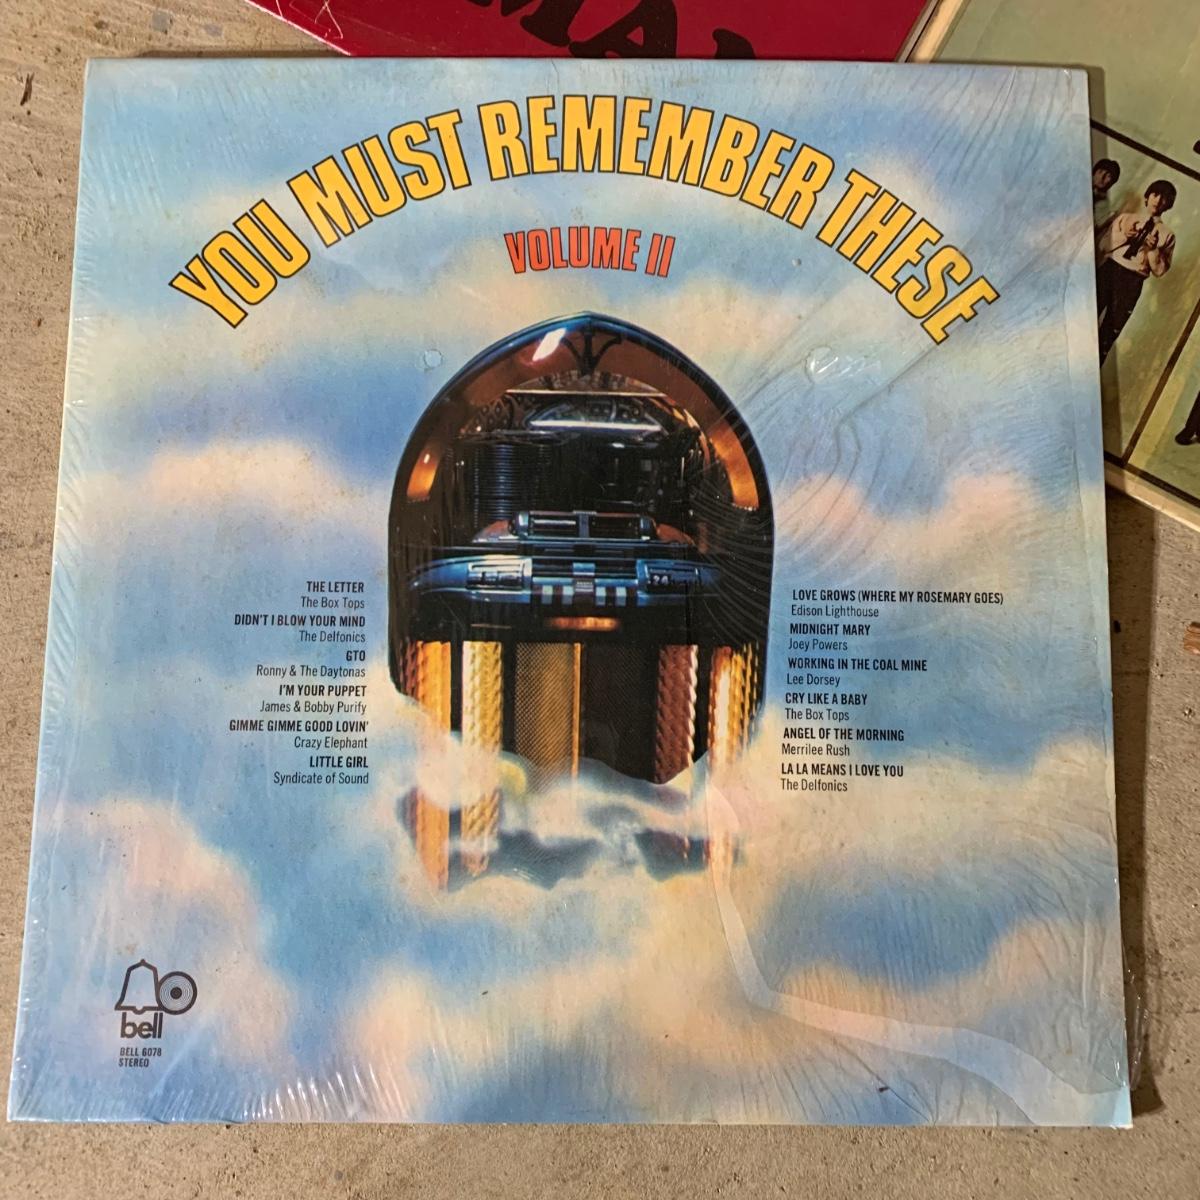 YOU MUST REMEMBER THESE
VOLUME II
THE LETTER
The Box Tops
DIDN'T I BLOW YOUR MIND
The Delfonics
GTO
Ronny & The Daytonas
I'M YOUR PUPPET
James & Bobby Purify
GIMME GIMME GOOD LOVIN'
Crazy Elephant
LITTLE GIRL
Syndicate of Sound
LOVE GROWS (WHERE MY ROSEMARY GOES)
Edison Lighthouse
MIDNIGHT MARY
Joey Powers
WORKING IN THE COAL MINE
Lee Dorsey
CRY LIKE A BABY
The Box Tops
ANGEL OF THE MORNING
Merrilee Rush
LA LA MEANS I LOVE YOU
The Delfonics
bell
BELL 6078
STEREO